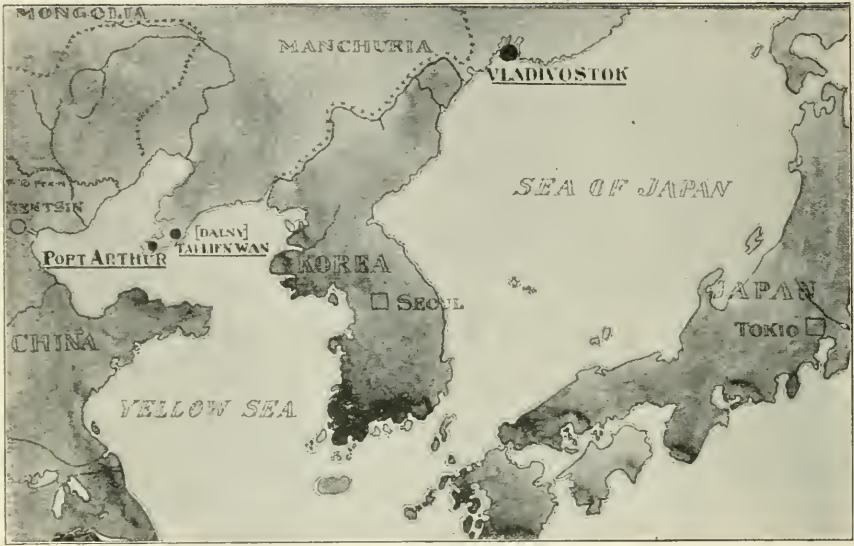 MONGOLIA
MANCHURIA
VLADIVOSTOK
SEA OF JAPAN
[DALNY]
TALIENWAN
PORT ARTHUR
KOREA
JAPAN
SEOUL
TOKIO
CHINA
YELLOW SEA